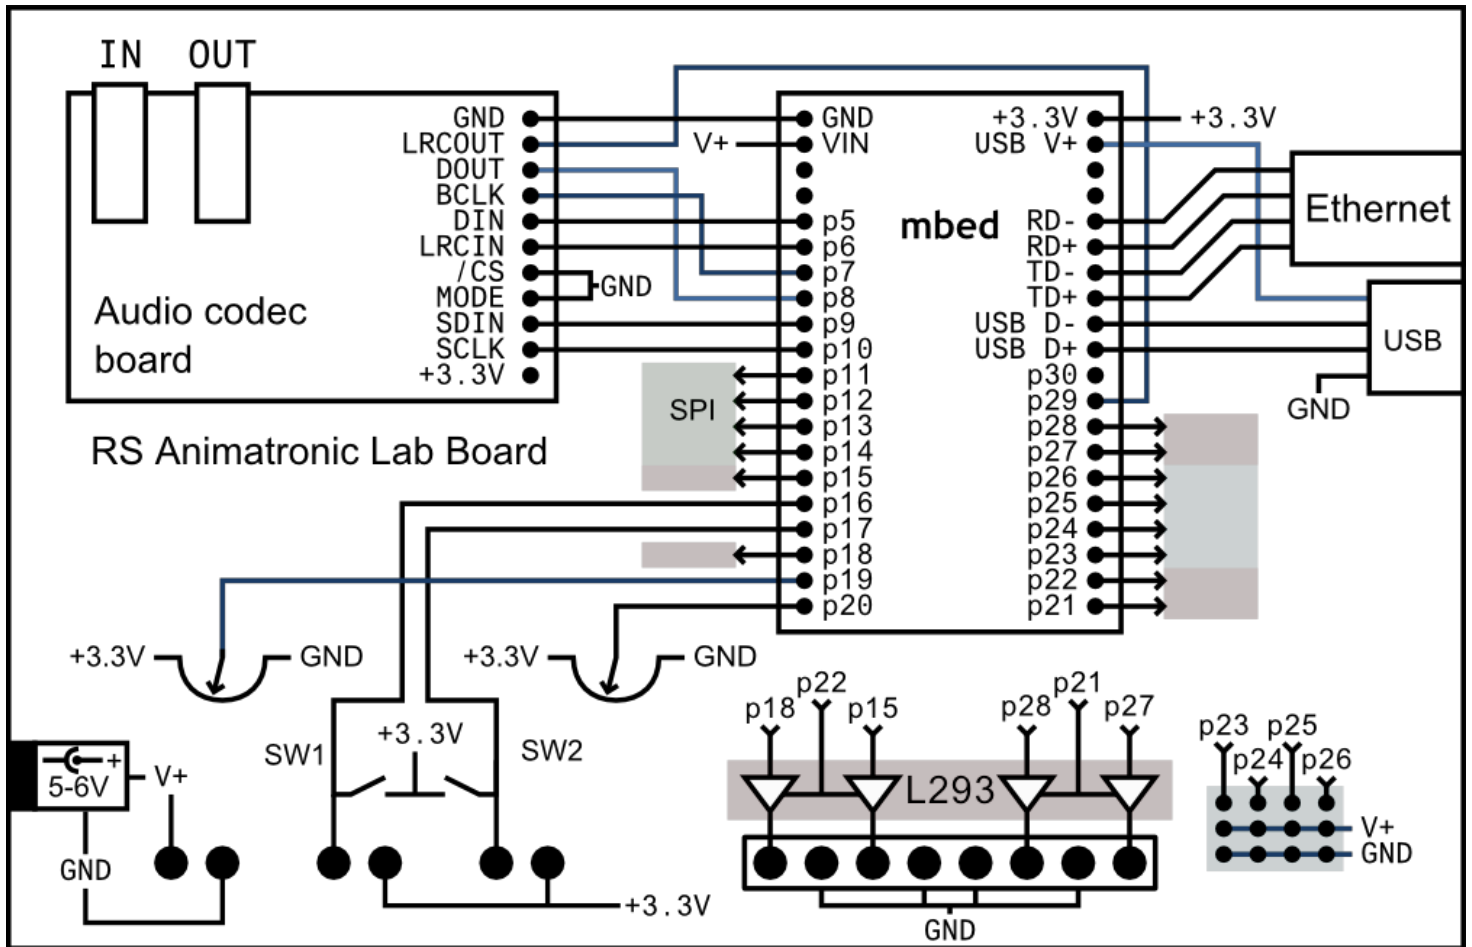 IN OUT
GND
LRCOUT
DOUT
BCLK
DIN
LRCIN
/CS
MODE
SDIN
SCLK
+3.3V
GND
Audio codec
board
RS Animatronic Lab Board
V+
GND
VIN
p5
p6
p7
p8
p9
p10
p11
p12
p13
p14
p15
p16
p17
p18
p19
p20
mbed
+3.3V
USB V+
RD-
RD+
TD-
TD+
USB D-
USB D+
p30
p29
p28
p27
p26
p25
p24
p23
p22
p21
+3.3V
Ethernet
USB
GND
SPI
+3.3V GND
+3.3V GND
5-6V
+
V+
GND
SW1
+3.3V
SW2
+3.3V
p18
p22
p15
p28
p21
p27
L293
GND
p23
p24
p25
p26
V+
GND